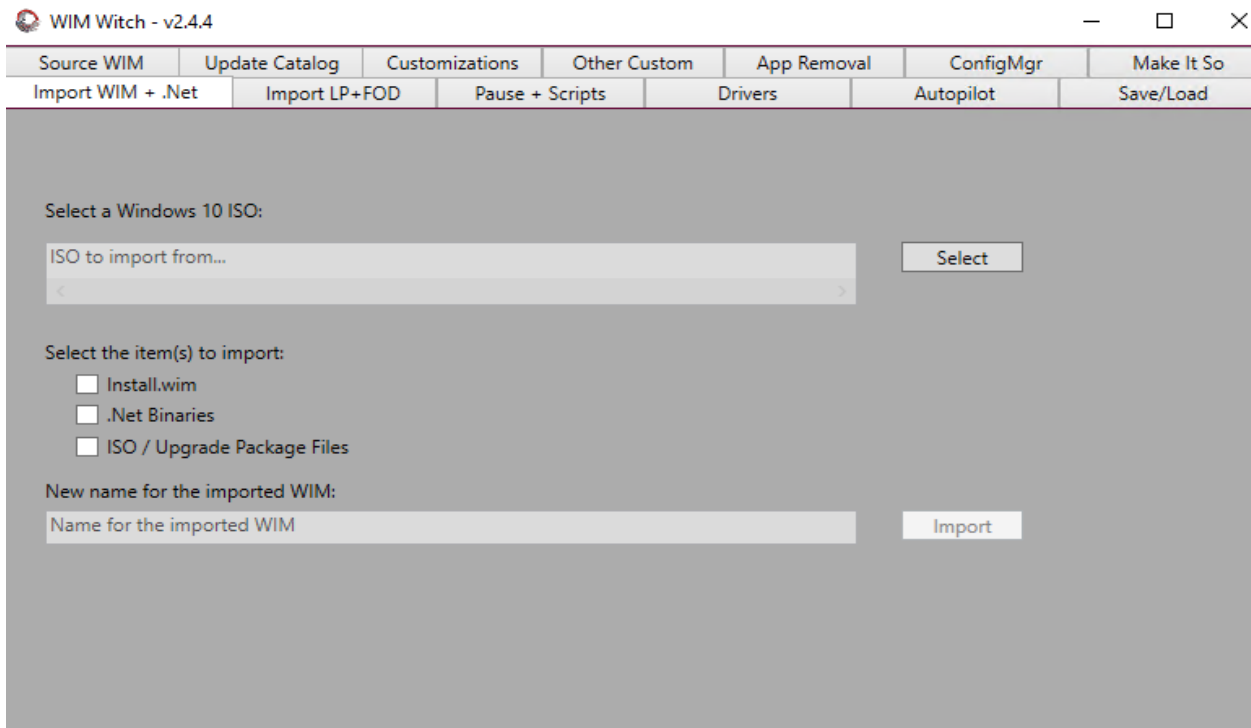 WIM Witch - v2.4.4
Source WIM Update Catalog Customizations Other Custom App Removal ConfigMgr Make It So
Import WIM + .Net Import LP+FOD Pause + Scripts Drivers Autopilot Save/Load
Select a Windows 10 ISO:
ISO to import from... Select
Select the item(s) to import:
Install.wim
.Net Binaries
ISO / Upgrade Package Files
New name for the imported WIM:
Name for the imported WIM Import